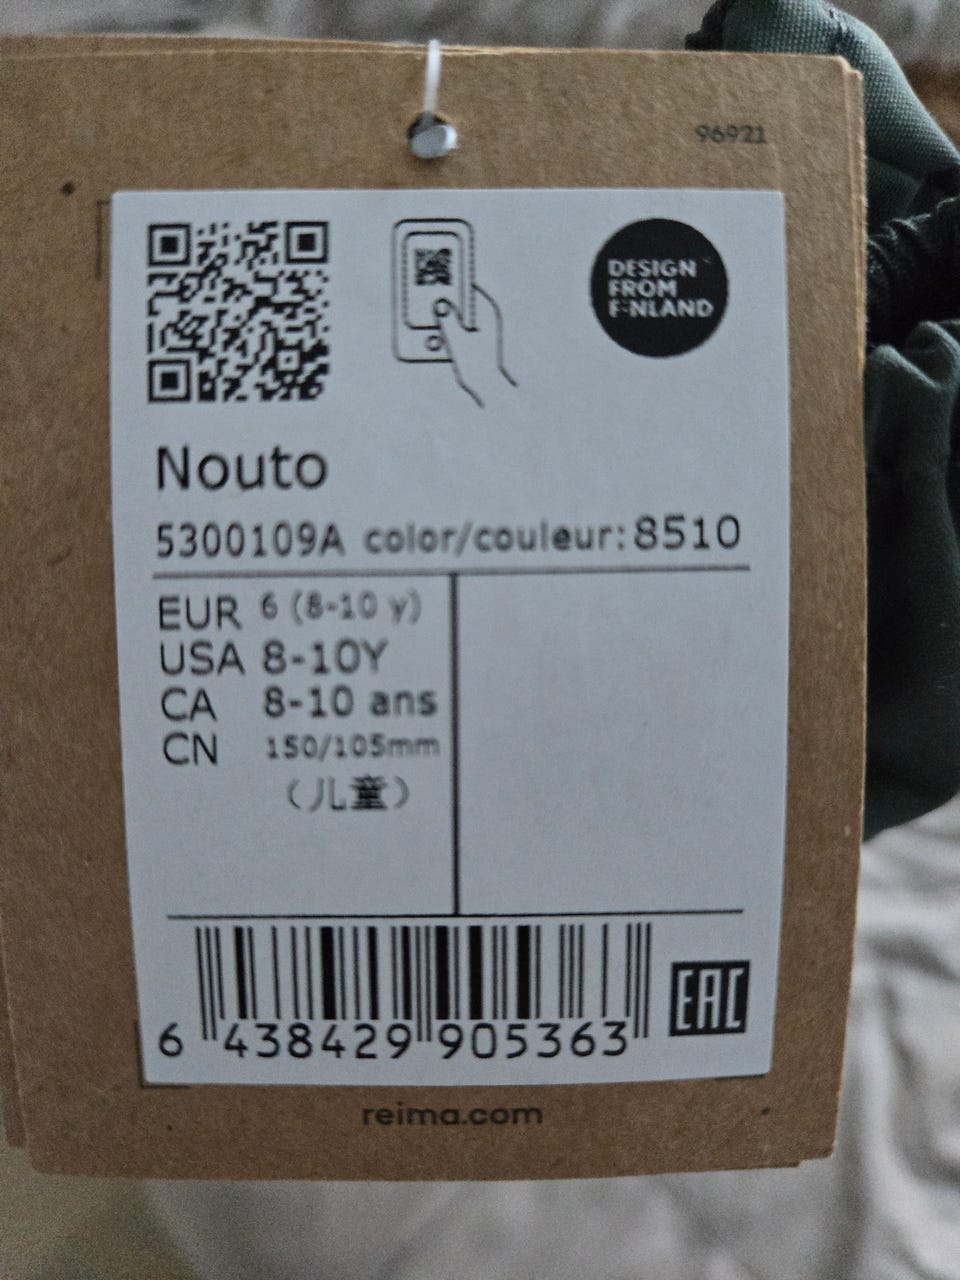 96921
DESIGN
FROM
FINLAND
Nouto
5300109A color/couleur: 8510
EUR 6 (8-10 y)
USA 8-10Y
CA 8-10 ans
CN 150/105mm
(儿童)
6 438429 905363
EAC
reima.com